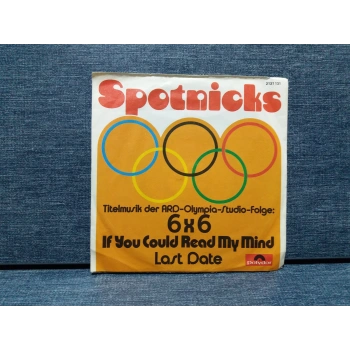 Spotnicks
Titelmusik der ARD-Olympia-Studio-Folge:
6x6
If You Could Read My Mind
Last Date
Polydor